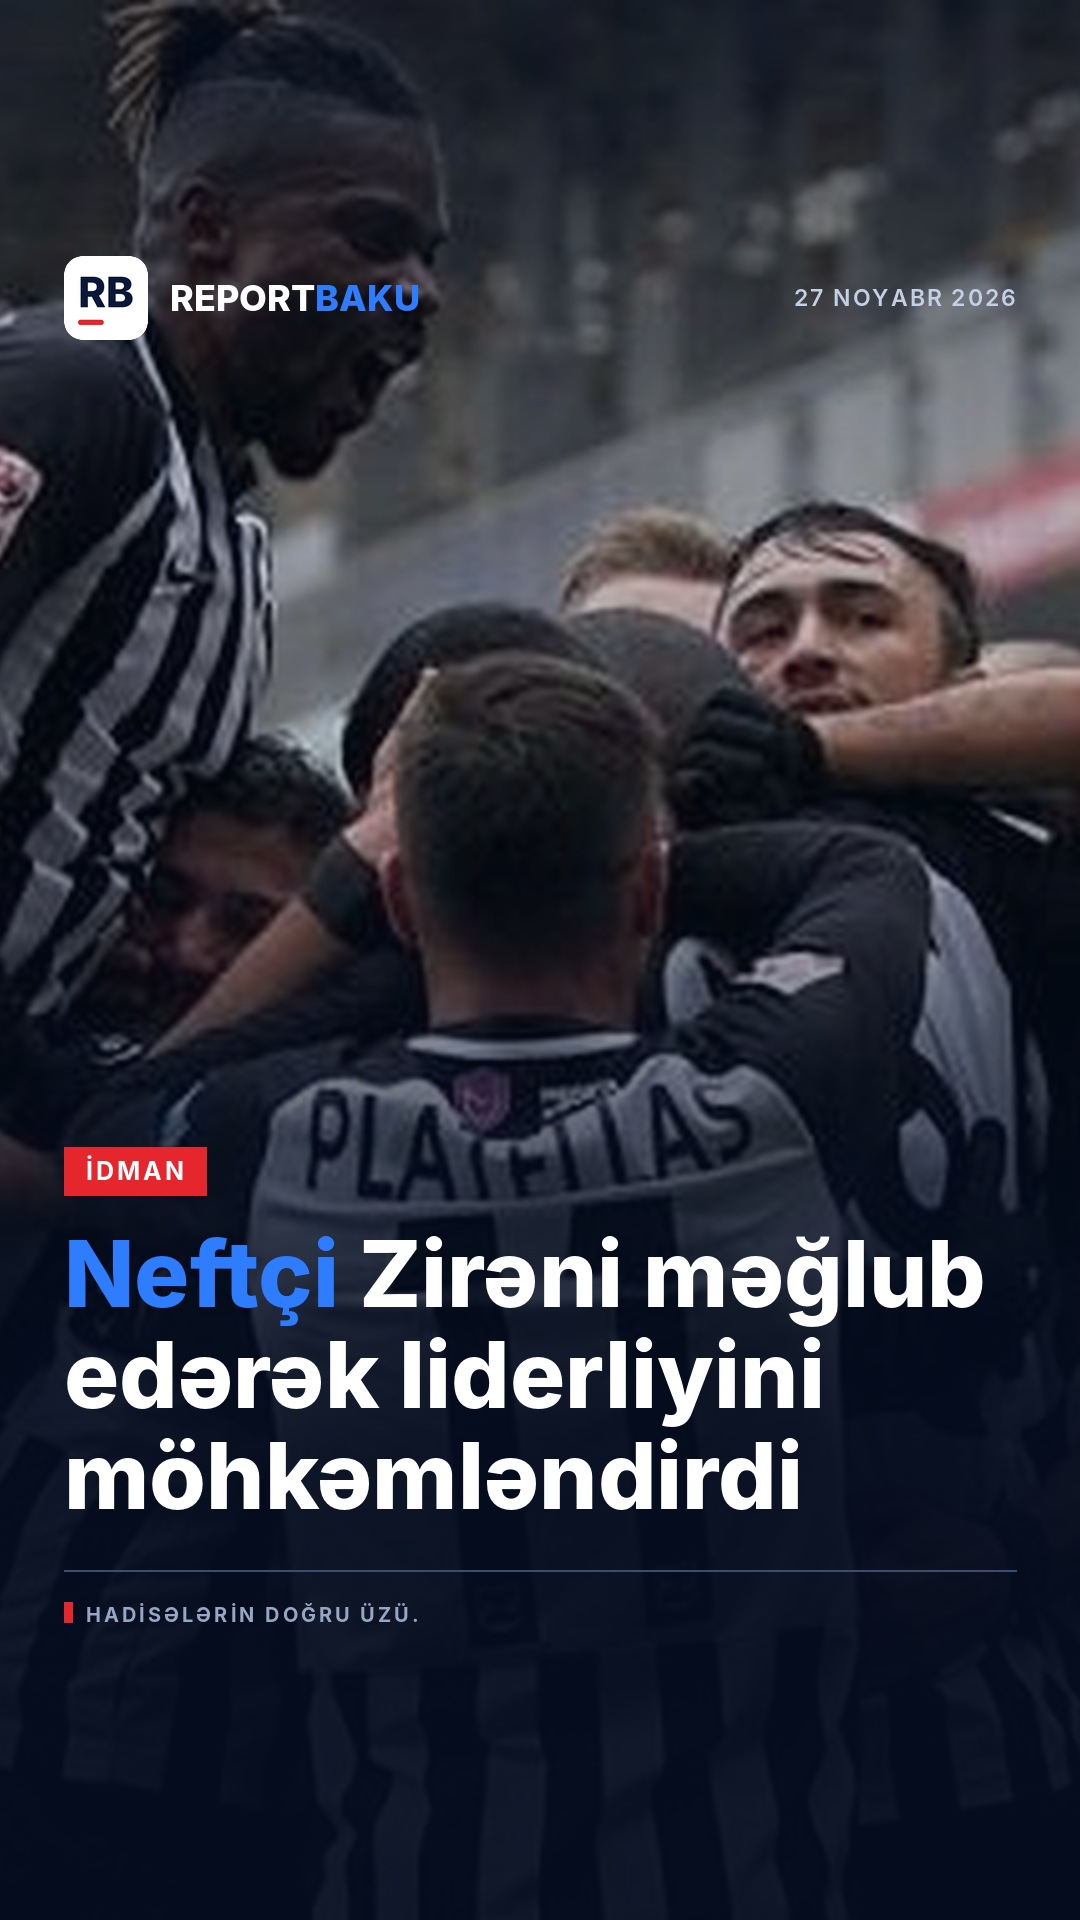 RB REPORTBAKU
27 NOYABR 2026
İDMAN
Neftçi Zirəni məğlub
edərək liderliyini
möhkəmləndirdi
HADİSƏLƏRİN DOĞRU ÜZÜ.